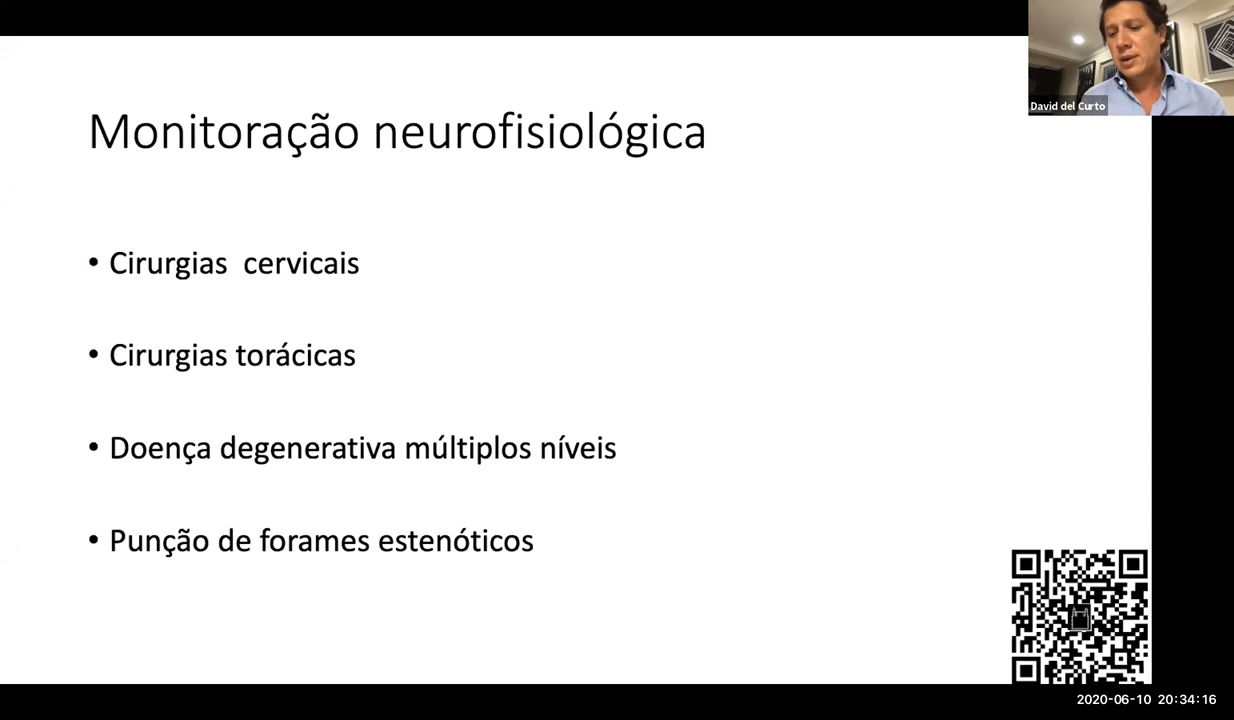 David del Curto
Monitoração neurofisiológica
• Cirurgias  cervicais
• Cirurgias torácicas
• Doença degenerativa múltiplos níveis
• Punção de forames estenóticos
2020-06-10 20:34:16